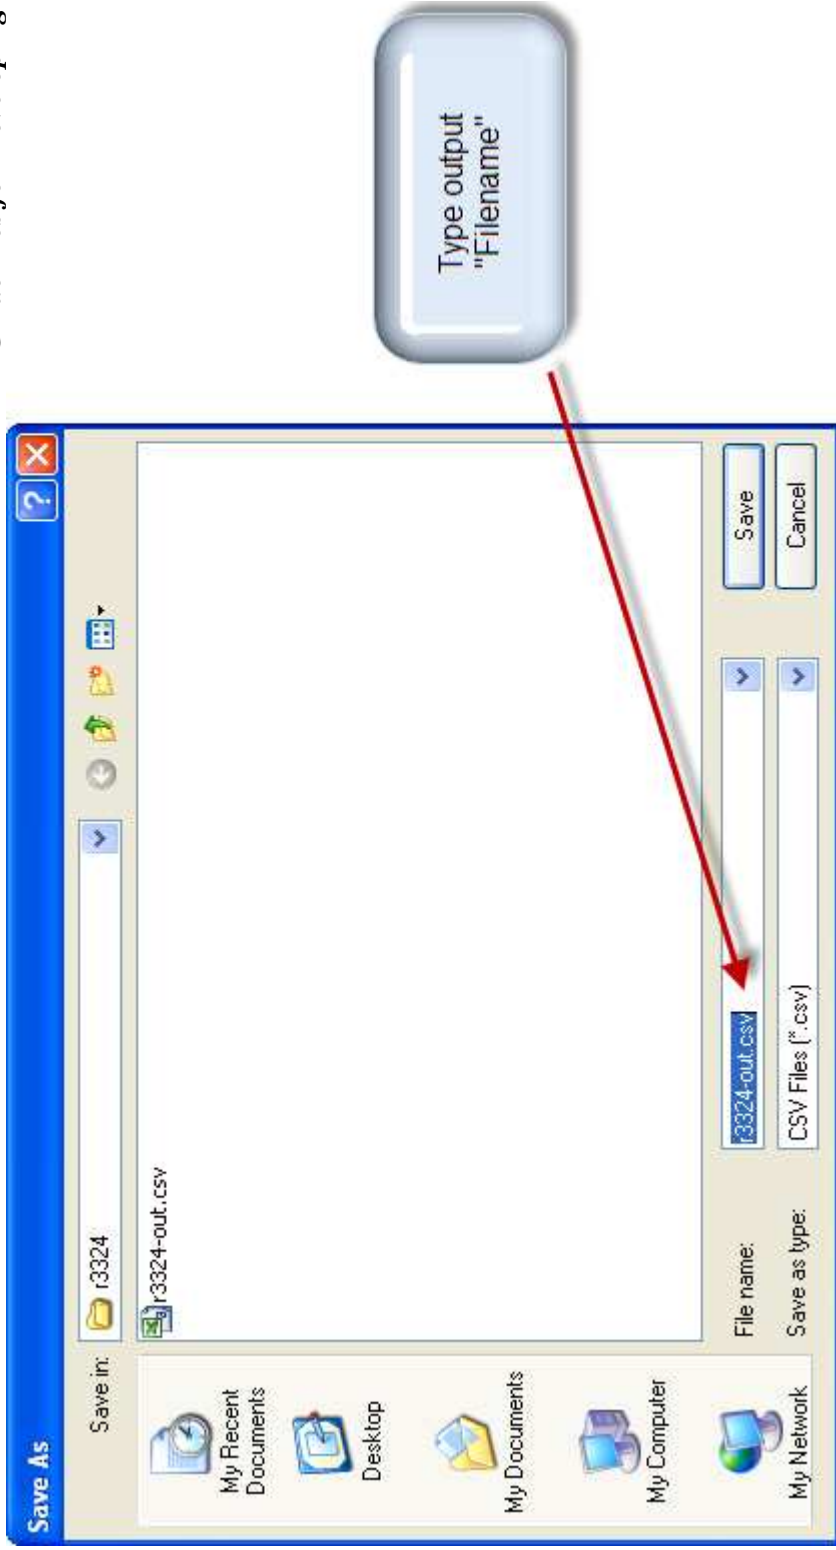 Save As
Save in:
r3324
My Recent
Documents
Desktop
My Documents
My Computer
My Network
r3324-out.csv
File name:
r3324-out.csv
Save
Save as type:
CSV Files (*.csv)
Cancel
Type output
"Filename"